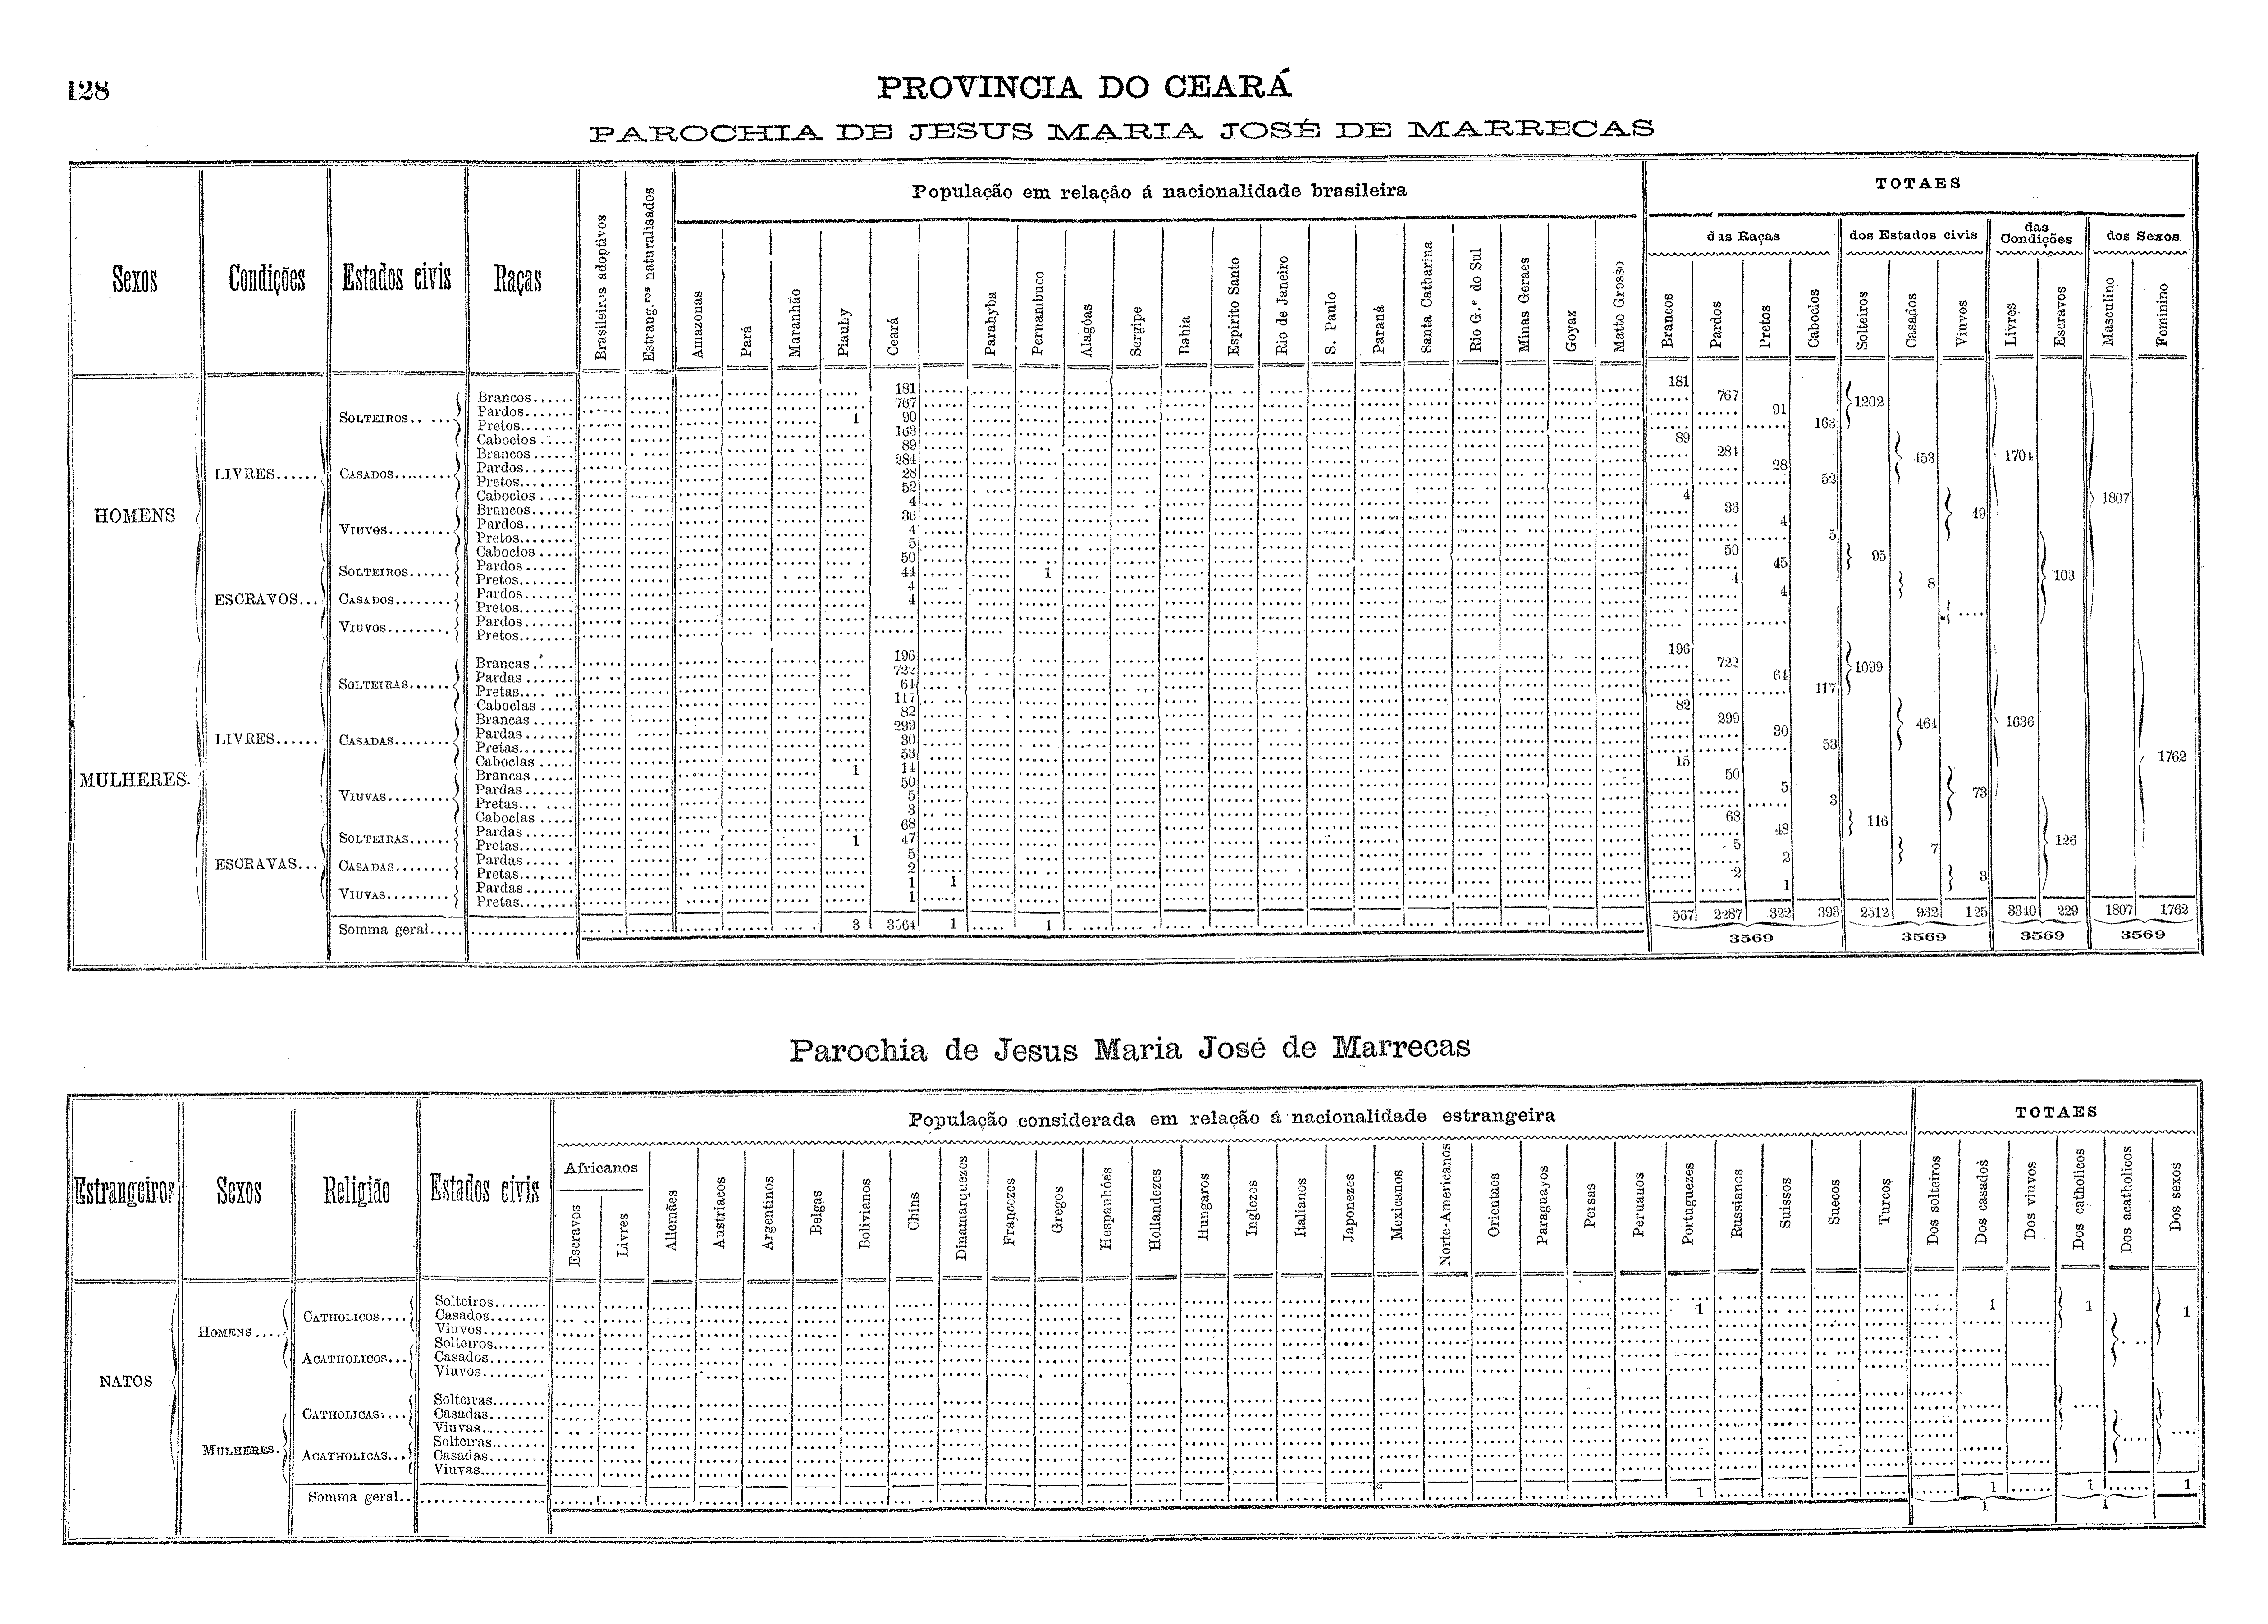 128
PROVINCIA DO CEARÁ
PAROCHIA DE JESUS MARIA JOSÉ DE MARRECAS
Sexos Condições Estados civis Raças Brasileiros adoptivos Estrang.ros naturalisados População em relação á nacionalidade brasileira TOTAES
das Raças dos Estados civis das Condições dos Sexos
Amazonas Pará Maranhão Piauhy Ceará Parahyba Pernambuco Alagôas Sergipe Bahia Espirito Santo Rio de Janeiro S. Paulo Paraná Santa Catharina Rio G.e do Sul Minas Geraes Goyaz Matto Grosso Brancos Pardos Pretos Caboclos Solteiros Casados Viuvos Livres Escravos Masculino Feminino
HOMENS LIVRES...... SOLTEIROS.. ... Brancos...... 181 181 1202 1704 1807
Pardos....... 767 767
Pretos....... 1 90 91
Caboclos ...... 163 163
CASADOS......... Brancos ...... 89 89 453
Pardos....... 284 284
Pretos....... 28 28
Caboclos ..... 52 52
VIUVOS......... Brancos...... 4 4 49
Pardos....... 36 36
Pretos....... 4 4
Caboclos .... 5 5
ESCRAVOS... SOLTEIROS...... Pardos ...... 50 50 95 103
Pretos....... 44 1 45
CASADOS....... Pardos....... 4 4 8
Pretos....... 4 4
VIUVOS........ Pardos....... ....
Pretos.......
MULHERES. LIVRES...... SOLTEIRAS...... Brancas ...... 196 196 1099 1636 1762
Pardas ...... 722 722
Pretas.... ... 64 64
Caboclas .... 117 117
CASADAS........ Brancas ..... 82 82 464
Pardas ...... 299 299
Pretas....... 30 30
Caboclas .... 53 53
VIUVAS........ Brancas ..... 1 14 15 73
Pardas ...... 50 50
Pretas... .... 5 5
Caboclas .... 3 3
ESCRAVAS... SOLTEIRAS...... Pardas ...... 68 68 116 126
Pretas....... 1 47 48
CASADAS....... Pardas ..... 5 5 7
Pretas....... 2 2
VIUVAS........ Pardas ...... 1 1 2 3
Pretas....... 1 1
Somma geral..... 3 3564 1 1 567 2287 322 393 2512 932 125 3340 229 1807 1762
3569 3569 3569 3569
Parochia de Jesus Maria José de Marrecas
Estrangeiros Sexos Religião Estados civis População considerada em relação á nacionalidade estrangeira TOTAES
Africanos
Escravos Livres Allemães Austriacos Argentinos Belgas Bolivianos Chins Dinamarquezes Francezes Gregos Hespanhóes Hollandezes Hungaros Inglezes Italianos Japonezes Mexicanos Norte-Americanos Orientaes Paraguayos Persas Peruanos Portuguezes Russianos Suissos Suecos Turcos Dos solteiros Dos casados Dos viuvos Dos catholicos Dos acatholicos Dos sexos
NATOS HOMENS .... CATHOLICOS..... Solteiros........ 1 1
Casados........ 1 1
Viuvos.........
ACATHOLICOS... Solteiros........
Casados........
Viuvos.........
MULHERES. CATHOLICAS..... Solteiras........
Casadas........
Viuvas.........
ACATHOLICAS... Solteiras........
Casadas........
Viuvas.........
Somma geral.. 1 1 1 1
1 1